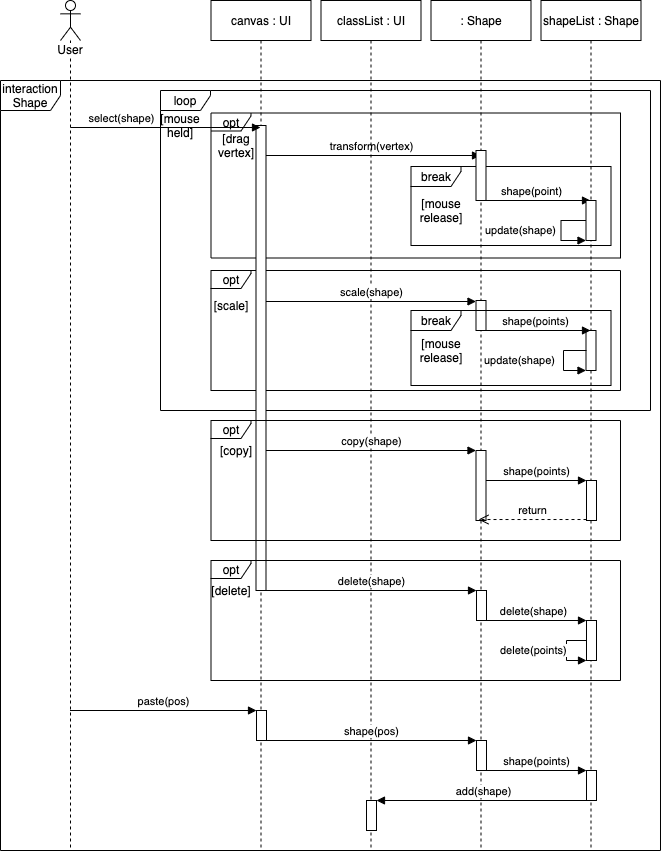 User
canvas : UI
classList : UI
: Shape
shapeList : Shape
interaction
Shape
loop
[mouse
held]
select(shape)
opt
[drag
vertex]
transform(vertex)
break
[mouse
release]
shape(point)
update(shape)
opt
[scale]
scale(shape)
break
[mouse
release]
shape(points)
update(shape)
opt
[copy]
copy(shape)
shape(points)
return
opt
[delete]
delete(shape)
delete(shape)
delete(points)
paste(pos)
shape(pos)
shape(points)
add(shape)